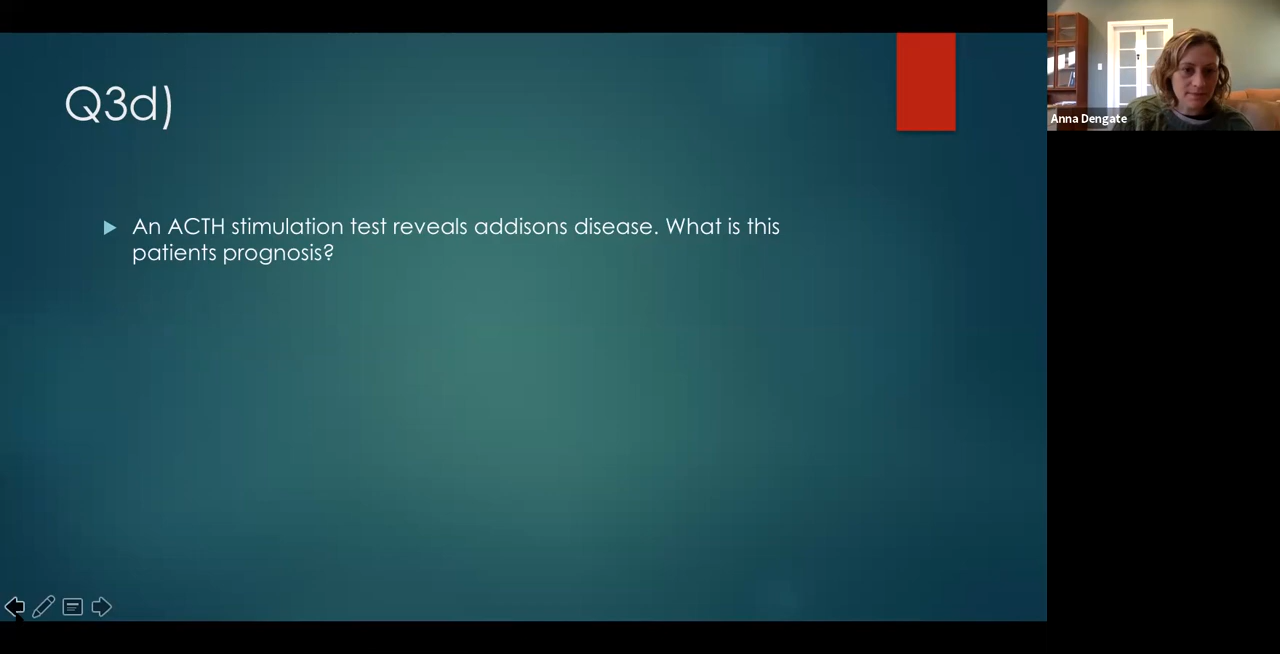 Q3d)
An ACTH stimulation test reveals addisons disease. What is this
patients prognosis?
Anna Dengate